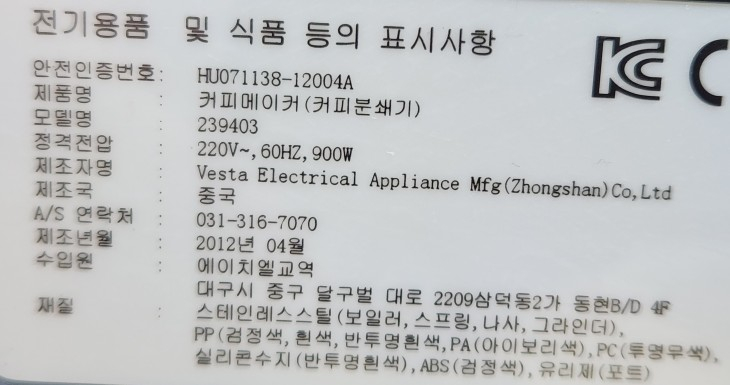 전기용품 및 식품 등의 표시사항
안전인증번호: HU071138-12004A
제품명 : 커피메이커(커피분쇄기)
모델명 : 239403
정격전압 : 220V~,60HZ,900W
제조자명 : Vesta Electrical Appliance Mfg(Zhongshan)Co,Ltd
제조국 : 중국
A/S 연락처 : 031-316-7070
제조년월 : 2012년 04월
수입원 : 에이치엘교역
대구시 중구 달구벌 대로 2209삼덕동2가 동현B/D 4F
재질 : 스테인레스스틸(보일러,스프링,나사,그라인더),
PP(검정색,흰색,반투명흰색,PA(아이보리색),PC(투명우색),
실리콘수지(반투명흰색),ABS(검정색),유리제(포트)